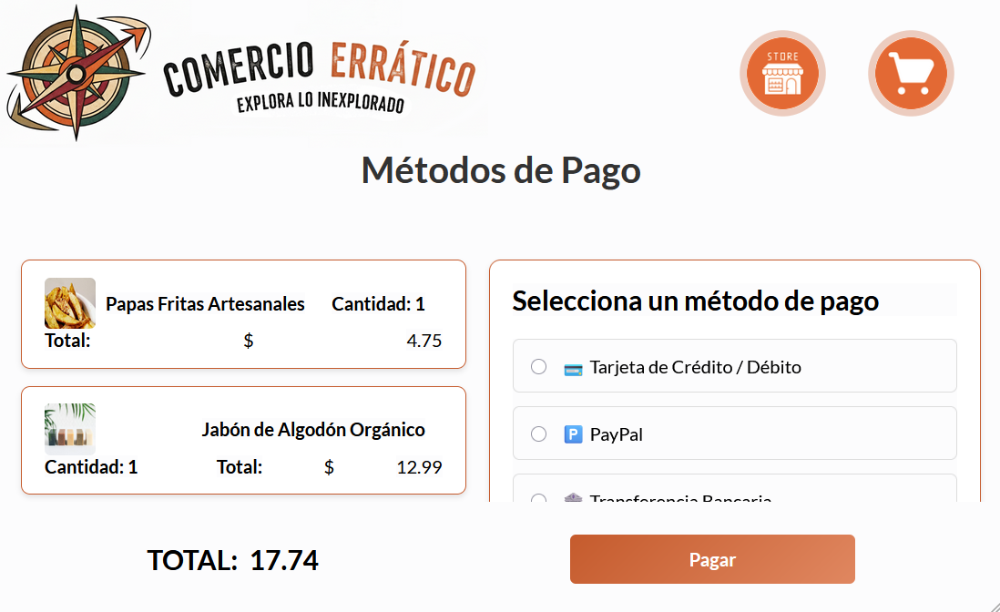 COMERCIO ERRÁTICO
EXPLORA LO INEXPLORADO
STORE
Métodos de Pago
Papas Fritas Artesanales Cantidad: 1
Total: $ 4.75
Jabón de Algodón Orgánico
Cantidad: 1 Total: $ 12.99
Selecciona un método de pago
Tarjeta de Crédito / Débito
P PayPal
Transferencia Bancaria
TOTAL: 17.74
Pagar